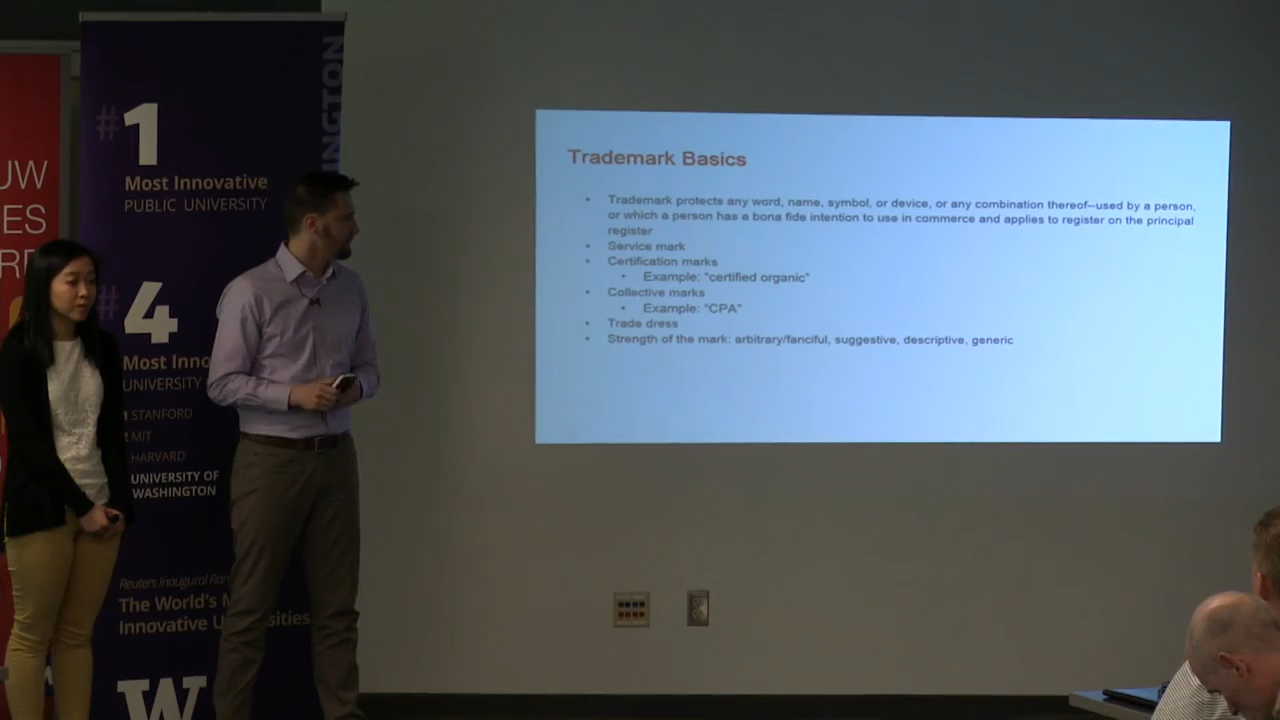 UW
ES
#1
Most Innovative
PUBLIC UNIVERSITY
#4
Most Inno
UNIVERSITY
1 STANFORD
2 MIT
HARVARD
UNIVERSITY OF
WASHINGTON
Reuters Inaugural Ran
The World's M
Innovative U sities
W
INGTON
Trademark Basics
• Trademark protects any word, name, symbol, or device, or any combination thereof--used by a person,
or which a person has a bona fide intention to use in commerce and applies to register on the principal
register
• Service mark
• Certification marks
• Example: "certified organic"
• Collective marks
• Example: "CPA"
• Trade dress
• Strength of the mark: arbitrary/fanciful, suggestive, descriptive, generic